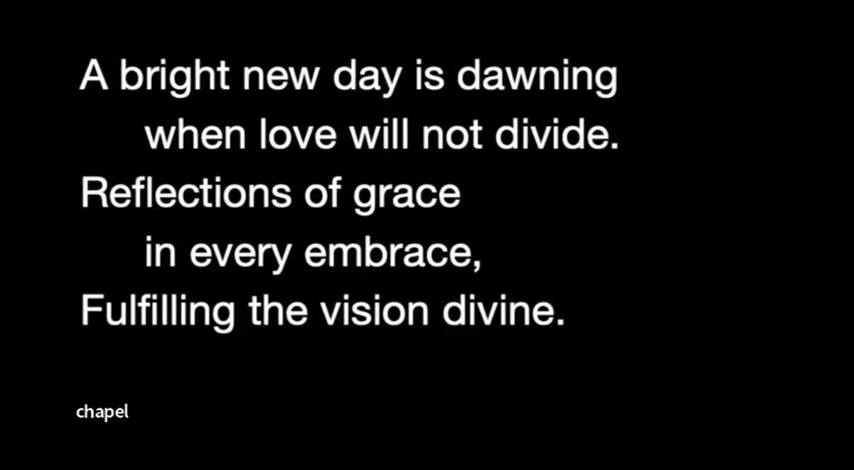 A bright new day is dawning
when love will not divide.
Reflections of grace
in every embrace,
Fulfilling the vision divine.
chapel